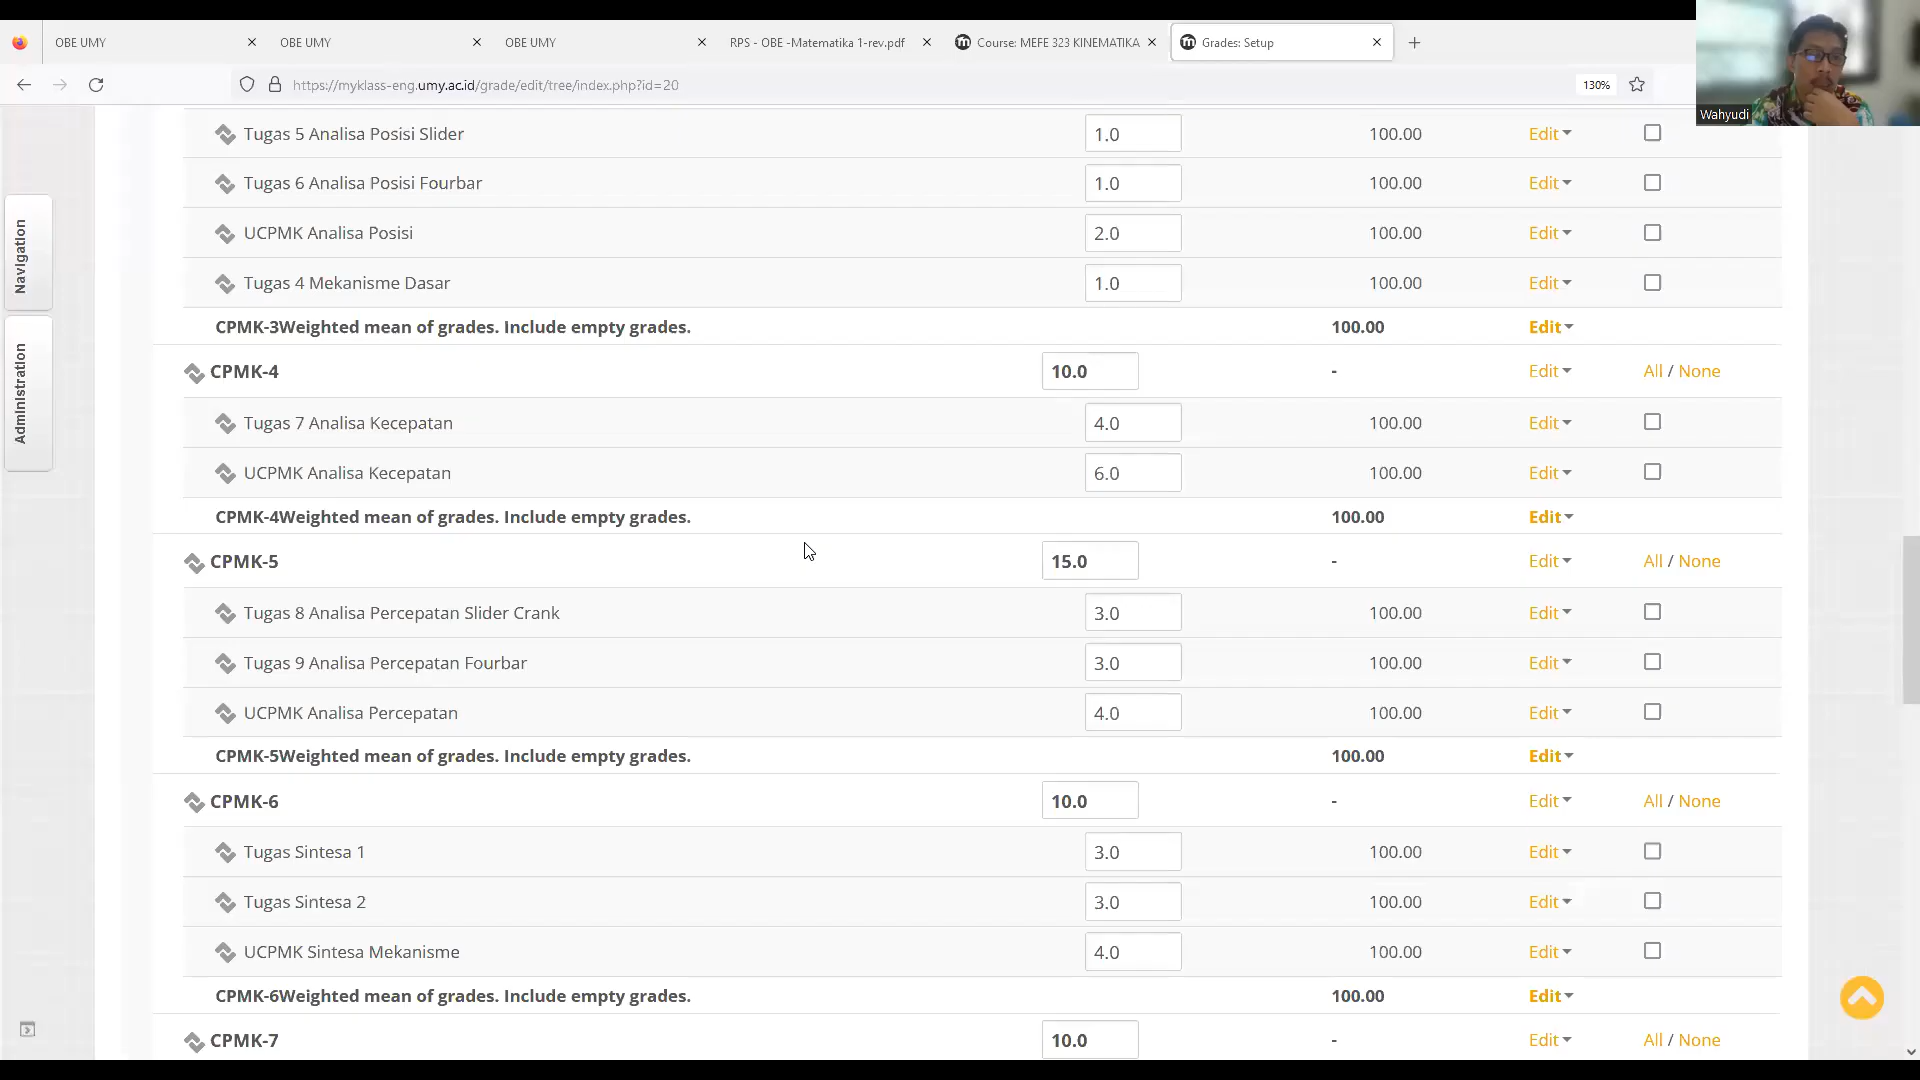 OBE UMY
OBE UMY
OBE UMY
RPS - OBE -Matematika 1-rev.pdf
Course: MEFE 323 KINEMATIKA
Grades: Setup
https://myklass-eng.umy.ac.id/grade/edit/tree/index.php?id=20
130%
Wahyudi
Navigation
Administration
Tugas 5 Analisa Posisi Slider 1.0 100.00 Edit
Tugas 6 Analisa Posisi Fourbar 1.0 100.00 Edit
UCPMK Analisa Posisi 2.0 100.00 Edit
Tugas 4 Mekanisme Dasar 1.0 100.00 Edit
CPMK-3Weighted mean of grades. Include empty grades. 100.00 Edit
CPMK-4 10.0 - Edit All / None
Tugas 7 Analisa Kecepatan 4.0 100.00 Edit
UCPMK Analisa Kecepatan 6.0 100.00 Edit
CPMK-4Weighted mean of grades. Include empty grades. 100.00 Edit
CPMK-5 15.0 - Edit All / None
Tugas 8 Analisa Percepatan Slider Crank 3.0 100.00 Edit
Tugas 9 Analisa Percepatan Fourbar 3.0 100.00 Edit
UCPMK Analisa Percepatan 4.0 100.00 Edit
CPMK-5Weighted mean of grades. Include empty grades. 100.00 Edit
CPMK-6 10.0 - Edit All / None
Tugas Sintesa 1 3.0 100.00 Edit
Tugas Sintesa 2 3.0 100.00 Edit
UCPMK Sintesa Mekanisme 4.0 100.00 Edit
CPMK-6Weighted mean of grades. Include empty grades. 100.00 Edit
CPMK-7 10.0 - Edit All / None